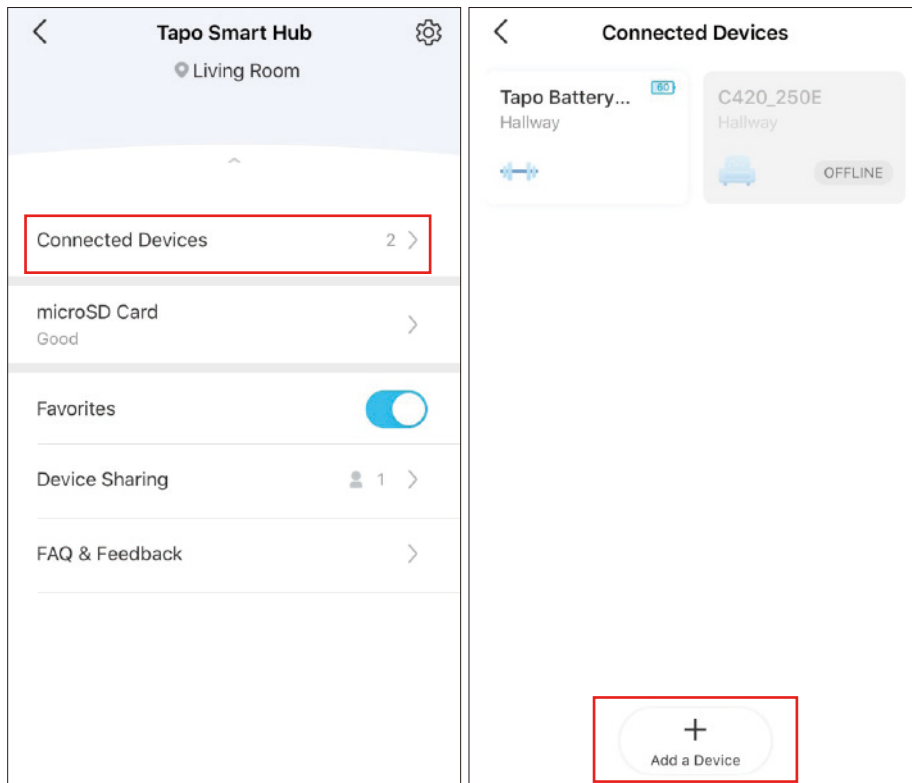 Tapo Smart Hub
Living Room
Connected Devices 2
microSD Card
Good
Favorites
Device Sharing 1
FAQ & Feedback
Connected Devices
Tapo Battery... 60
Hallway
C420_250E
Hallway
OFFLINE
Add a Device